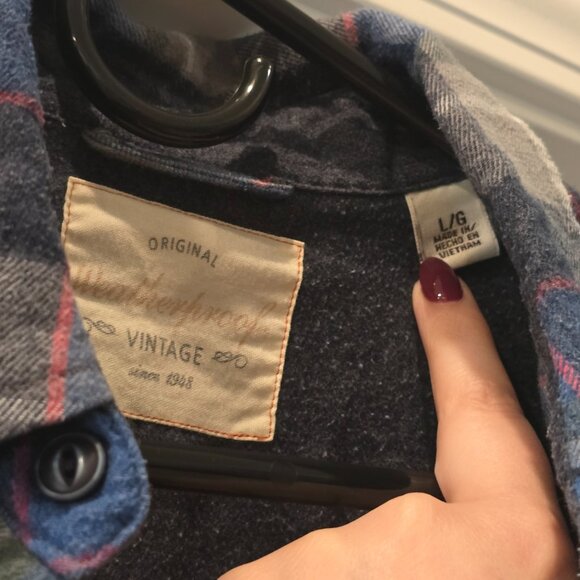 ORIGINAL
Weatherproof
VINTAGE
since 1948
L/G
MADE IN/
HECHO EN
VIETNAM